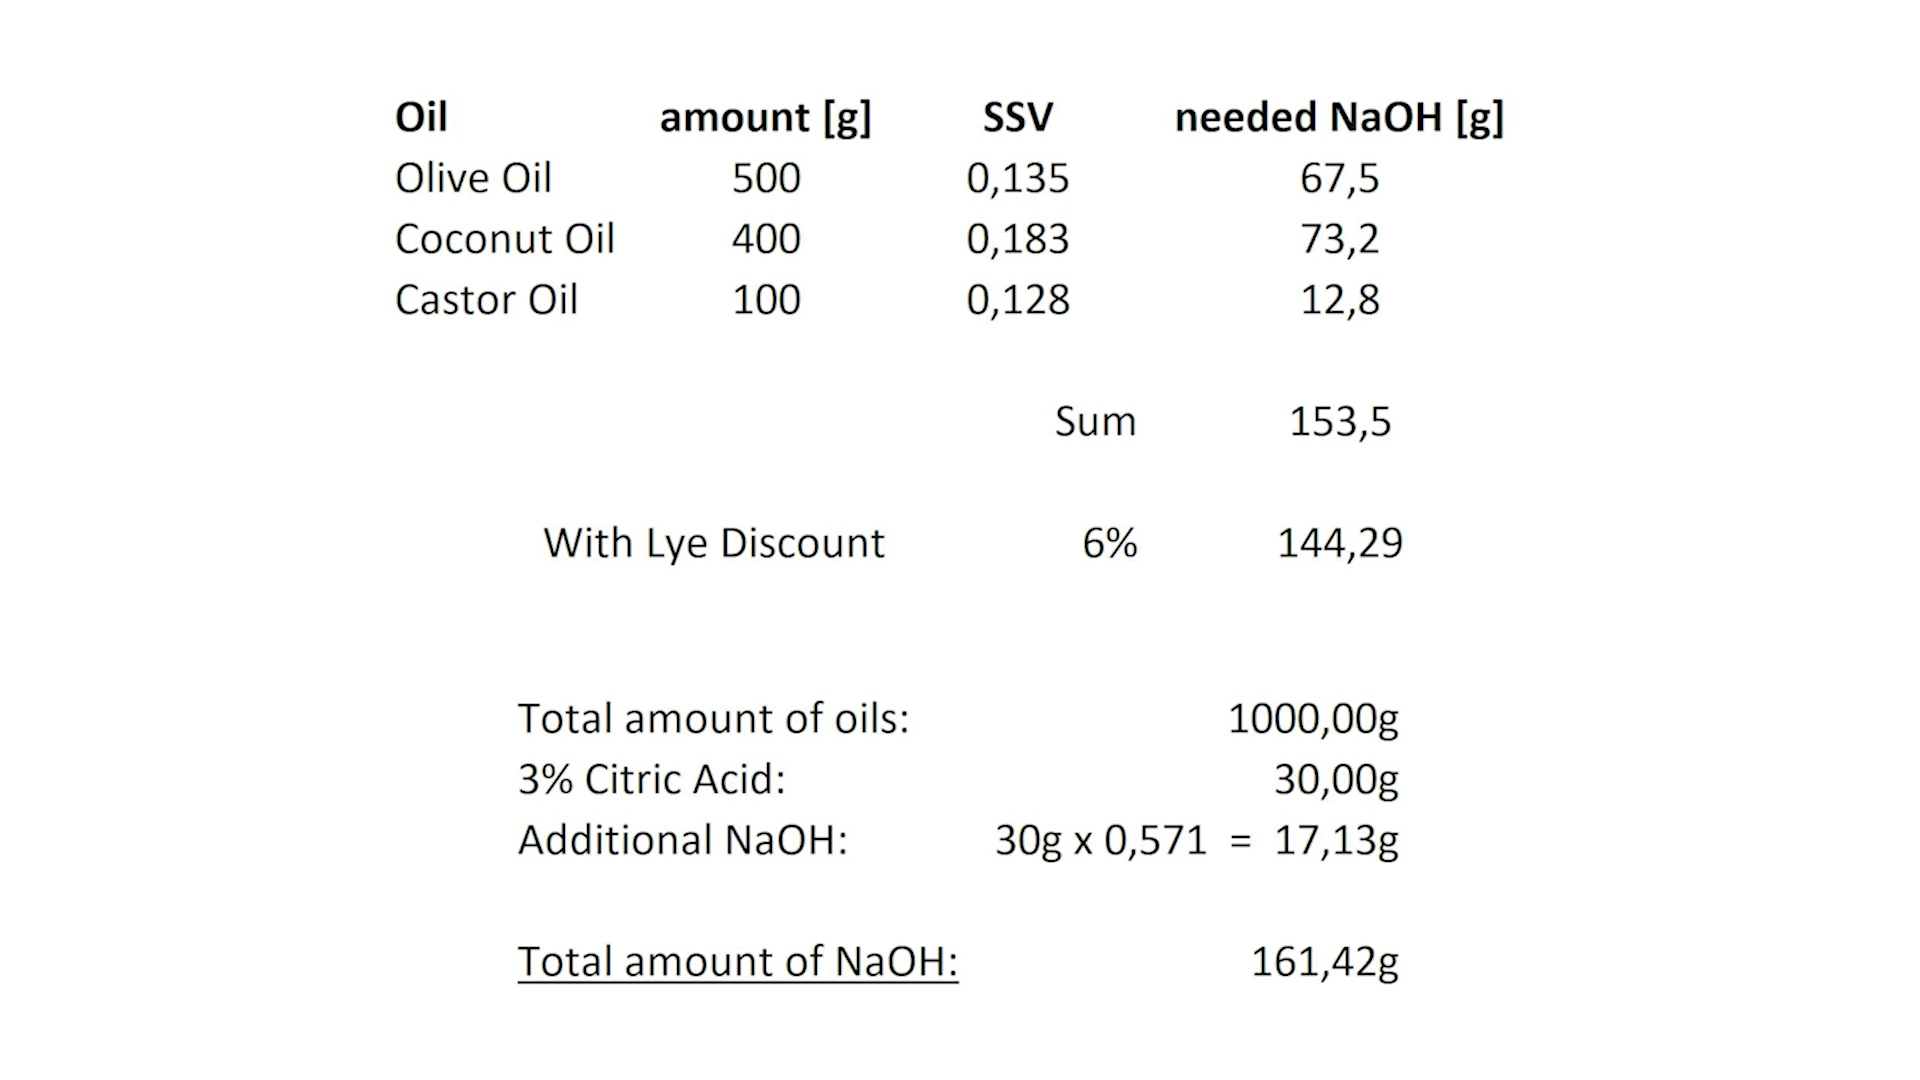 Oil amount [g] SSV needed NaOH [g]
Olive Oil 500 0,135 67,5
Coconut Oil 400 0,183 73,2
Castor Oil 100 0,128 12,8
Sum 153,5
With Lye Discount 6% 144,29
Total amount of oils: 1000,00g
3% Citric Acid: 30,00g
Additional NaOH: 30g x 0,571 = 17,13g
Total amount of NaOH: 161,42g